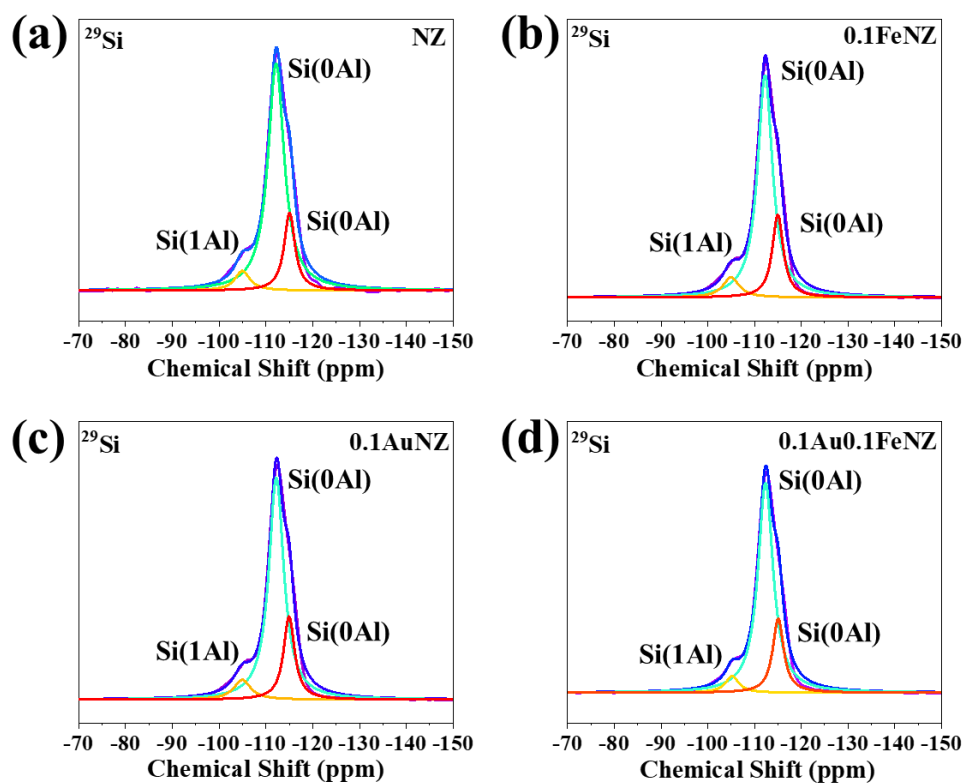 (a)
²⁹Si
NZ
Si(0Al)
Si(1Al)
Si(0Al)
-70 -80 -90 -100 -110 -120 -130 -140 -150
Chemical Shift (ppm)
(b)
²⁹Si
0.1FeNZ
Si(0Al)
Si(1Al)
Si(0Al)
-70 -80 -90 -100 -110 -120 -130 -140 -150
Chemical Shift (ppm)
(c)
²⁹Si
0.1AuNZ
Si(0Al)
Si(1Al)
Si(0Al)
-70 -80 -90 -100 -110 -120 -130 -140 -150
Chemical Shift (ppm)
(d)
²⁹Si
0.1Au0.1FeNZ
Si(0Al)
Si(1Al)
Si(0Al)
-70 -80 -90 -100 -110 -120 -130 -140 -150
Chemical Shift (ppm)